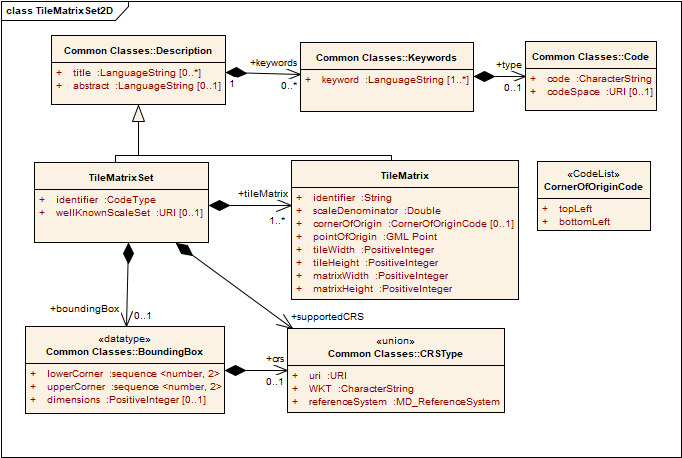 class TileMatrixSet2D
Common Classes::Description
+ title :LanguageString [0..*]
+ abstract :LanguageString [0..1]
+keywords
1
0..*
Common Classes::Keywords
+ keyword :LanguageString [1..*]
+type
0..1
Common Classes::Code
+ code :CharacterString
+ codeSpace :URI [0..1]
TileMatrixSet
+ identifier :CodeType
+ wellKnownScaleSet :URI [0..1]
+tileMatrix
1..*
TileMatrix
+ identifier :String
+ scaleDenominator :Double
+ cornerOfOrigin :CornerOfOriginCode [0..1]
+ pointOfOrigin :GML Point
+ tileWidth :PositiveInteger
+ tileHeight :PositiveInteger
+ matrixWidth :PositiveInteger
+ matrixHeight :PositiveInteger
«CodeList»
CornerOfOriginCode
+ topLeft
+ bottomLeft
+boundingBox
0..1
+supportedCRS
«datatype»
Common Classes::BoundingBox
+ lowerCorner :sequence <number, 2>
+ upperCorner :sequence <number, 2>
+ dimensions :PositiveInteger [0..1]
+crs
0..1
«union»
Common Classes::CRSType
+ uri :URI
+ WKT :CharacterString
+ referenceSystem :MD_ReferenceSystem